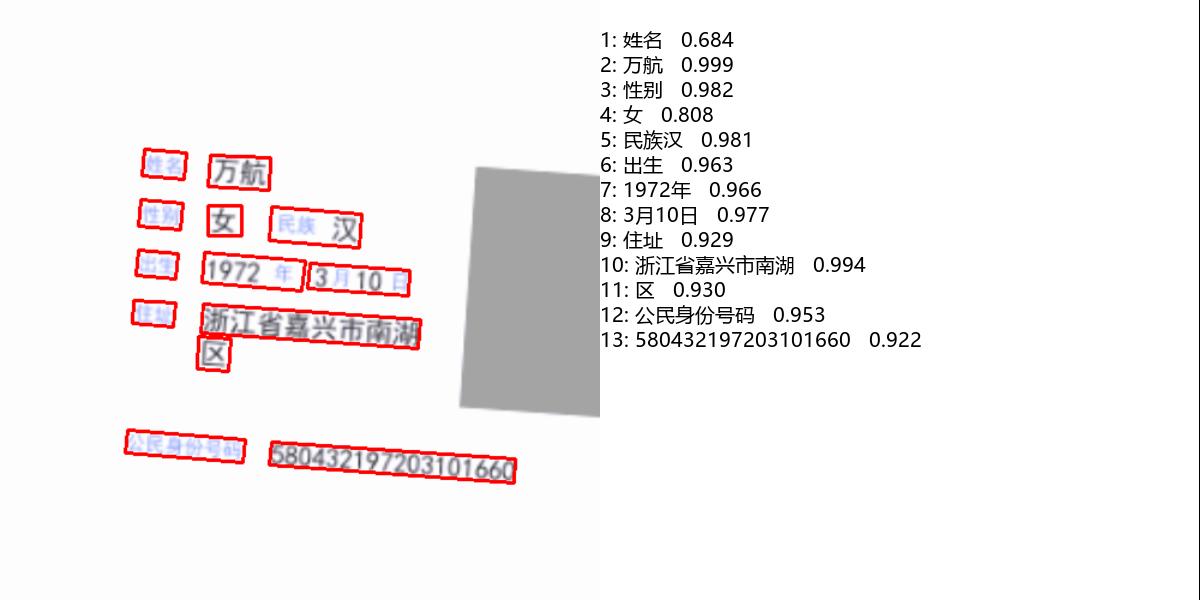 姓名 万航
性别 女 民族 汉
出生 1972 年 3 月 10 日
住址 浙江省嘉兴市南湖
区
公民身份号码 580432197203101660
1: 姓名 0.684
2: 万航 0.999
3: 性别 0.982
4: 女 0.808
5: 民族汉 0.981
6: 出生 0.963
7: 1972年 0.966
8: 3月10日 0.977
9: 住址 0.929
10: 浙江省嘉兴市南湖 0.994
11: 区 0.930
12: 公民身份号码 0.953
13: 580432197203101660 0.922